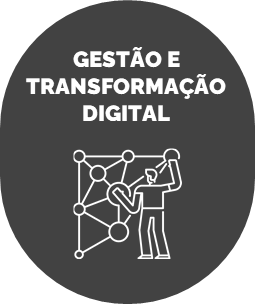 GESTÃO E
TRANSFORMAÇÃO
DIGITAL